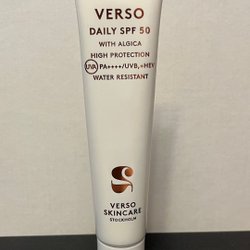 VERSO
DAILY SPF 50
WITH ALGICA
HIGH PROTECTION
UVA PA++++/UVB,+HEV
WATER RESISTANT
VERSO
SKINCARE
STOCKHOLM